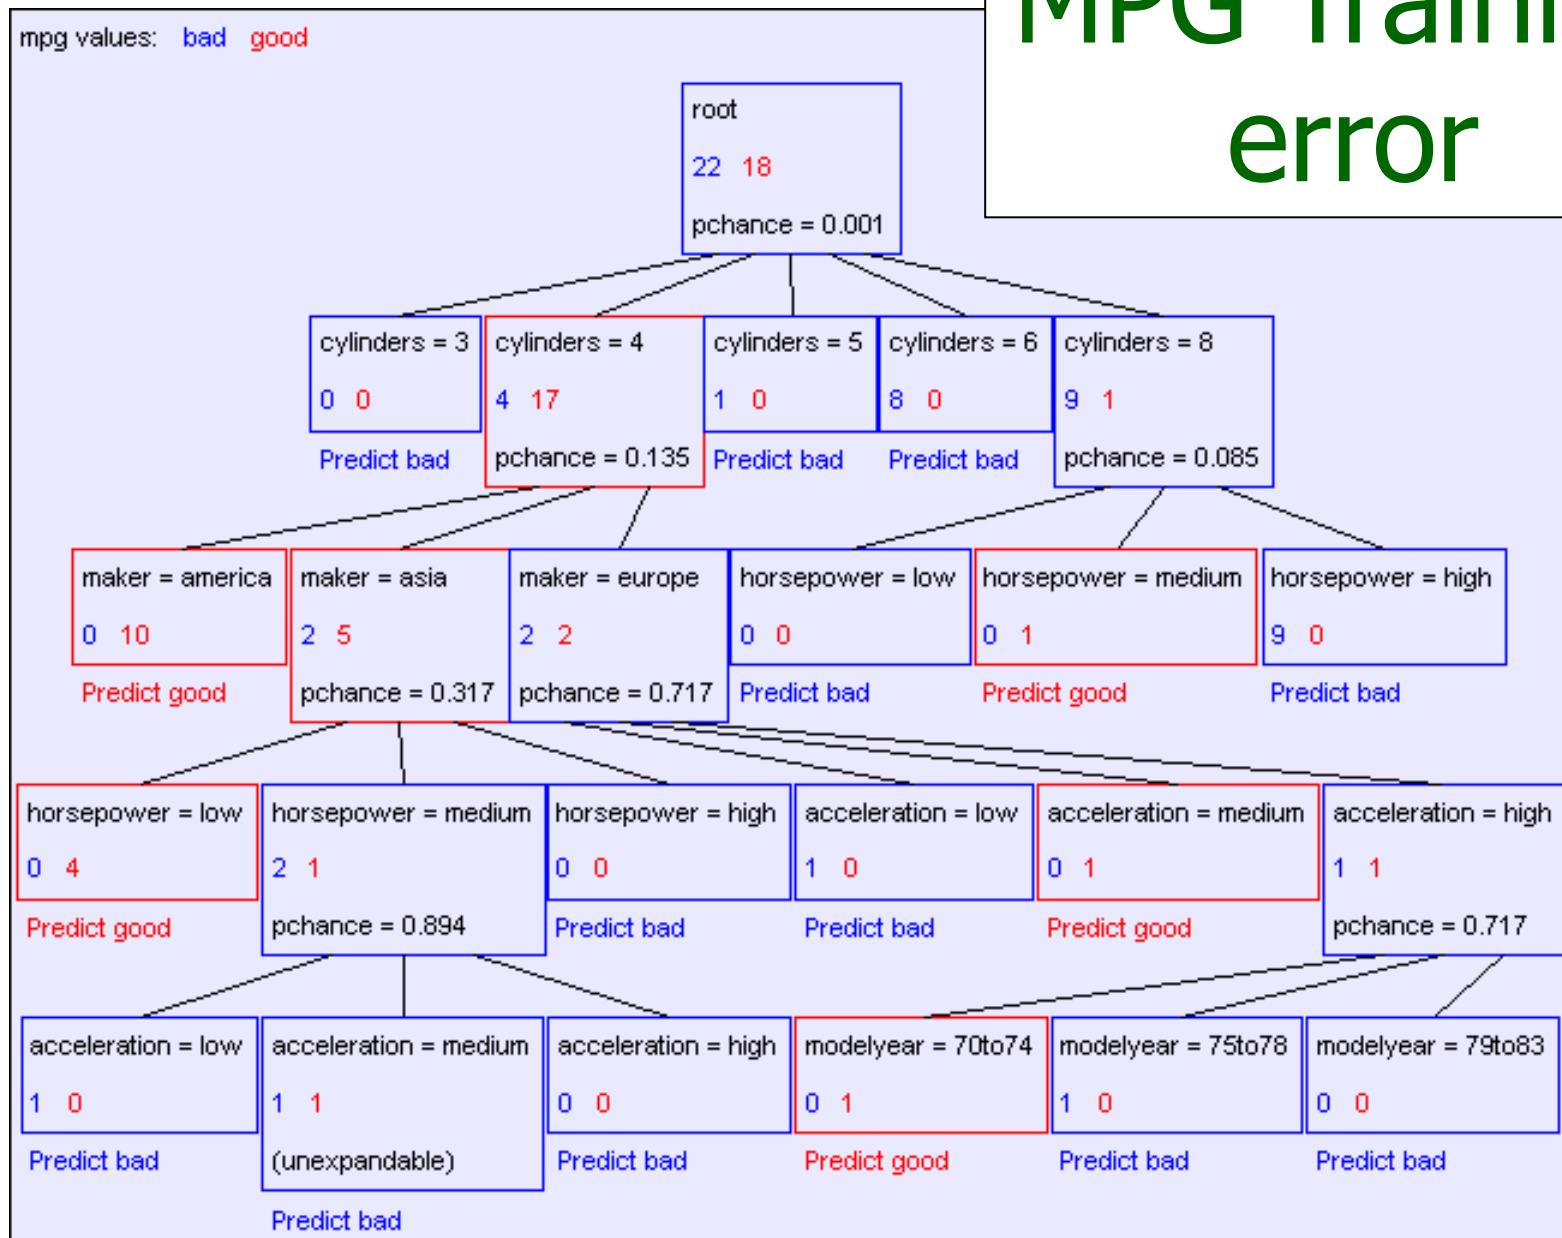 MPG Traini
error
mpg values: bad good
root
22 18
pchance = 0.001
cylinders = 3
0 0
Predict bad
cylinders = 4
4 17
pchance = 0.135
cylinders = 5
1 0
Predict bad
cylinders = 6
8 0
Predict bad
cylinders = 8
9 1
pchance = 0.085
maker = america
0 10
Predict good
maker = asia
2 5
pchance = 0.317
maker = europe
2 2
pchance = 0.717
horsepower = low
0 0
Predict bad
horsepower = medium
0 1
Predict good
horsepower = high
9 0
Predict bad
horsepower = low
0 4
Predict good
horsepower = medium
2 1
pchance = 0.894
horsepower = high
0 0
Predict bad
acceleration = low
1 0
Predict bad
acceleration = medium
0 1
Predict good
acceleration = high
1 1
pchance = 0.717
acceleration = low
1 0
Predict bad
acceleration = medium
1 1
(unexpandable)
Predict bad
acceleration = high
0 0
Predict bad
modelyear = 70to74
0 1
Predict good
modelyear = 75to78
1 0
Predict bad
modelyear = 79to83
0 0
Predict bad